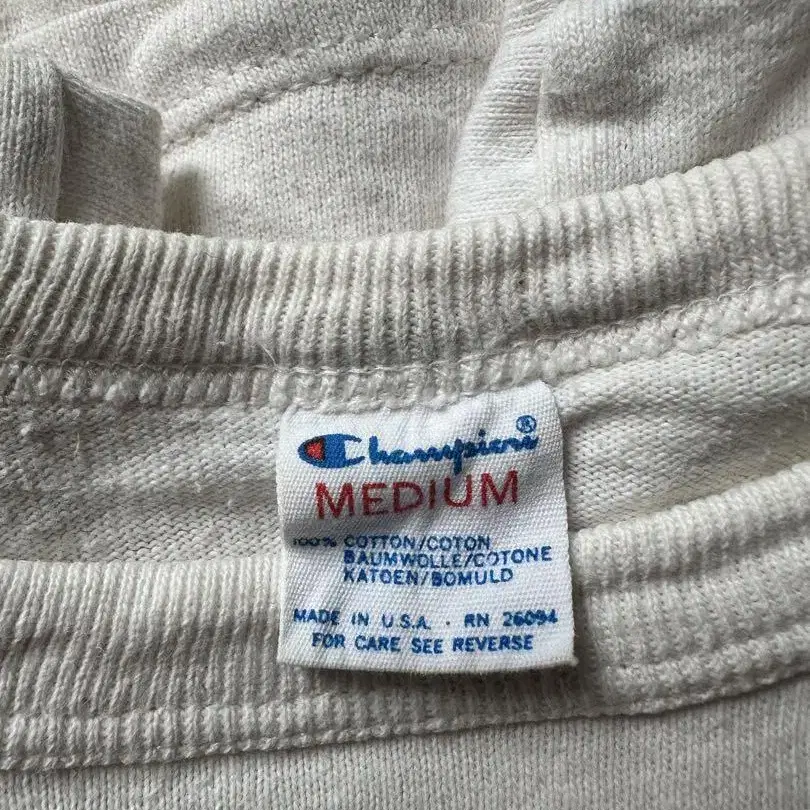 Champion®
MEDIUM
100% COTTON/COTON
BAUMWOLLE/COTONE
KATOEN/BOMULD
MADE IN U.S.A. · RN 26094
FOR CARE SEE REVERSE